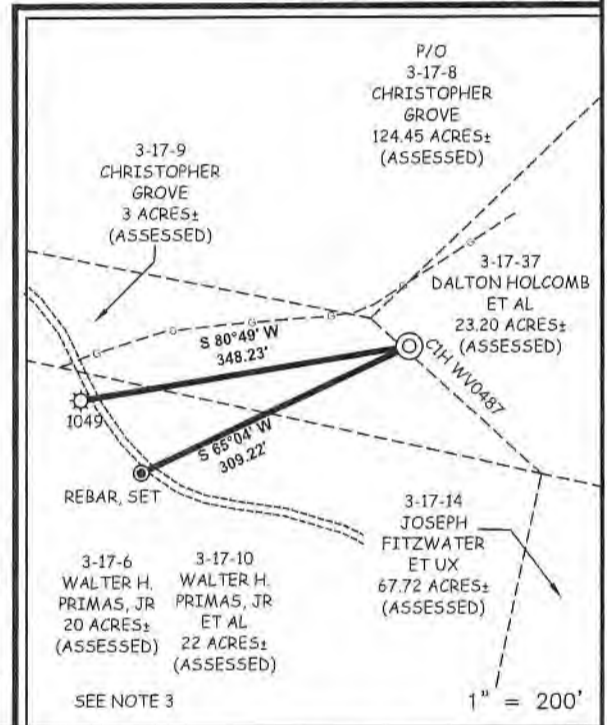 P/O
3-17-8
CHRISTOPHER
GROVE
124.45 ACRES±
(ASSESSED)
3-17-9
CHRISTOPHER
GROVE
3 ACRES±
(ASSESSED)
3-17-37
DALTON HOLCOMB
ET AL
23.20 ACRES±
(ASSESSED)
G
G
G
G
G
G
S 80°49' W
348.23'
C1H WV0487
1049
S 65°04' W
309.22'
REBAR, SET
3-17-14
JOSEPH
FITZWATER
ET UX
67.72 ACRES±
(ASSESSED)
3-17-6
WALTER H.
PRIMAS, JR
20 ACRES±
(ASSESSED)
3-17-10
WALTER H.
PRIMAS, JR
ET AL
22 ACRES±
(ASSESSED)
SEE NOTE 3
1" = 200'